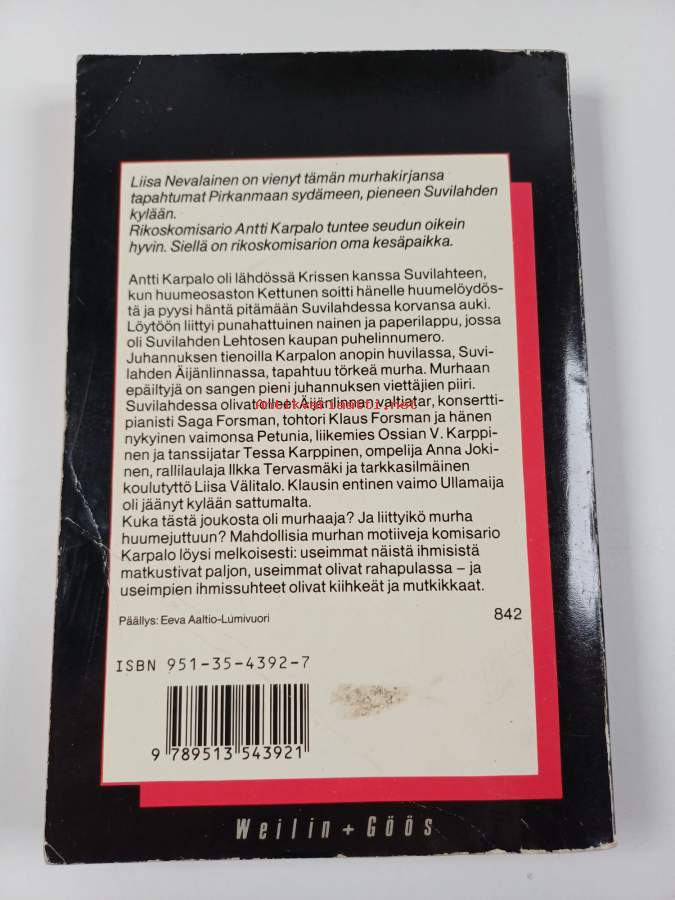 Liisa Nevalainen on vienyt tämän murhakirjansa
tapahtumat Pirkanmaan sydämeen, pieneen Suvilahden
kylään.
Rikoskomisario Antti Karpalo tuntee seudun oikein
hyvin. Siellä on rikoskomisarion oma kesäpaikka.
Antti Karpalo oli lähdössä Krissen kanssa Suvilahteen,
kun huumeosaston Kettunen soitti hänelle huumelöydös-
tä ja pyysi häntä pitämään Suvilahdessa korvansa auki.
Löytöön liittyi punahattuinen nainen ja paperilappu, jossa
oli Suvilahden Lehtosen kaupan puhelinnumero.
Juhannuksen tienoilla Karpalon anopin huvilassa, Suvi-
lahden Äijänlinnassa, tapahtuu törkeä murha. Murhaan
epäiltyjä on sangen pieni juhannuksen viettäjien piiri.
Suvilahdessa olivat olleet Äijänlinnan valtiatar, konsertti-
Antikvariaatti.net
pianisti Saga Forsman, tohtori Klaus Forsman ja hänen
nykyinen vaimonsa Petunia, liikemies Ossian V. Karppi-
nen ja tanssijatar Tessa Karppinen, ompelija Anna Joki-
nen, rallilaulaja Ilkka Tervasmäki ja tarkkasilmäinen
koulutyttö Liisa Välitalo. Klausin entinen vaimo Ullamaija
oli jäänyt kylään sattumalta.
Kuka tästä joukosta oli murhaaja? Ja liittyikö murha
huumejuttuun? Mahdollisia murhan motiiveja komisario
Karpalo löysi melkoisesti: useimmat näistä ihmisistä
matkustivat paljon, useimmat olivat rahapulassa – ja
useimpien ihmissuhteet olivat kiihkeät ja mutkikkaat.
Päällys: Eeva Aaltio-Lumivuori
842
ISBN 951-35-4392-7
9 789513 543921
Weilin + Göös